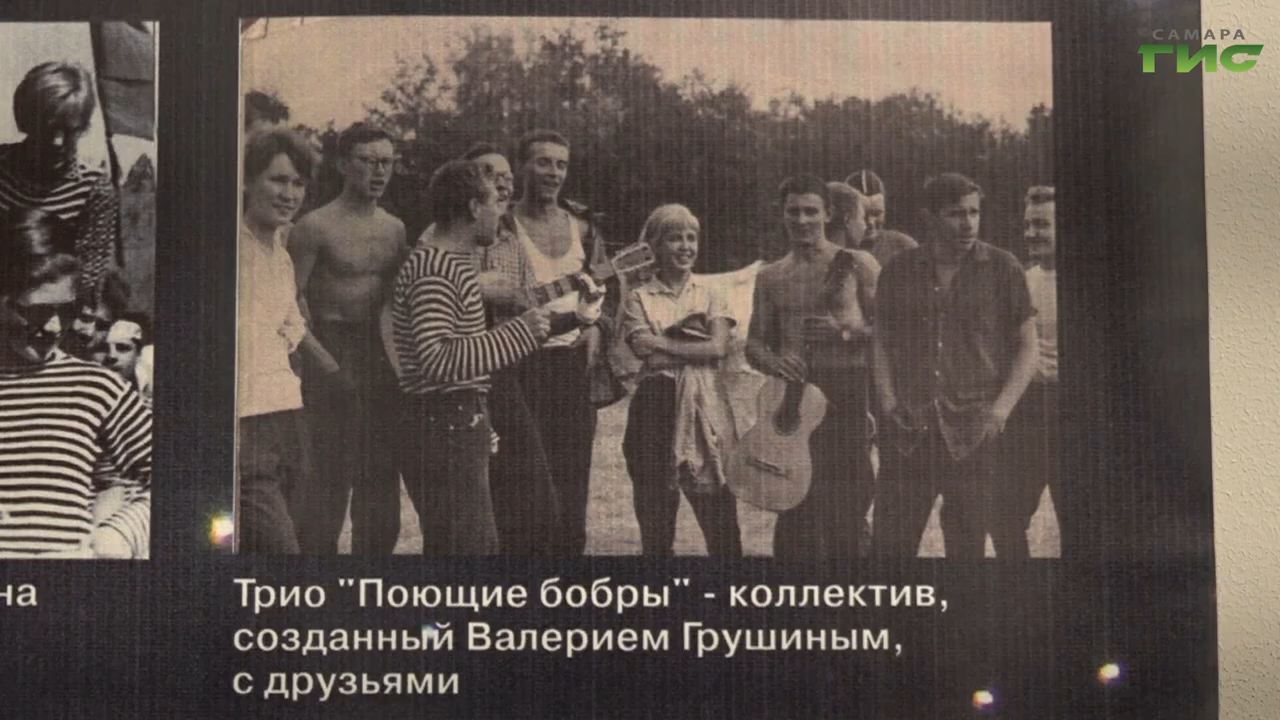 САМАРА
ГИС
на
Трио "Поющие бобры" - коллектив,
созданный Валерием Грушиным,
с друзьями